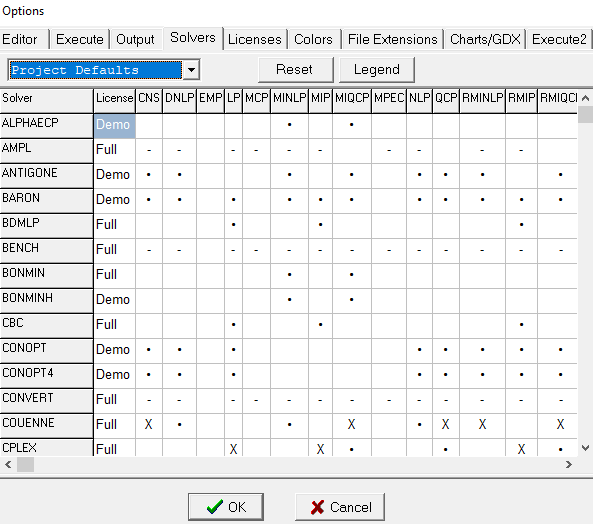 Options
Editor Execute Output Solvers Licenses Colors File Extensions Charts/GDX Execute2
Project Defaults Reset Legend
Solver License CNS DNLP EMP LP MCP MINLP MIP MIQCP MPEC NLP QCP RMINLP RMIP RMIQCP
ALPHAECP Demo • •
AMPL Full - - - - - - - - - - -
ANTIGONE Demo • • • • • • • •
BARON Demo • • • • • • • • • • •
BDMLP Full • • •
BENCH Full - - - - - - - - - - - - - -
BONMIN Full • •
BONMINH Demo • •
CBC Full • • •
CONOPT Demo • • • • • • • •
CONOPT4 Demo • • • • • • • •
CONVERT Full - - - - - - - - - - - - - -
COUENNE Full X • • X • X X X
CPLEX Full X X • • X •
OK Cancel